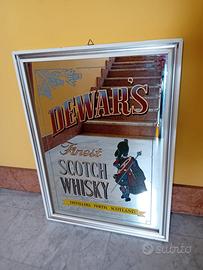 DEWAR'S
Finest
SCOTCH
WHISKY
DISTILLERS, PERTH, SCOTLAND
subito